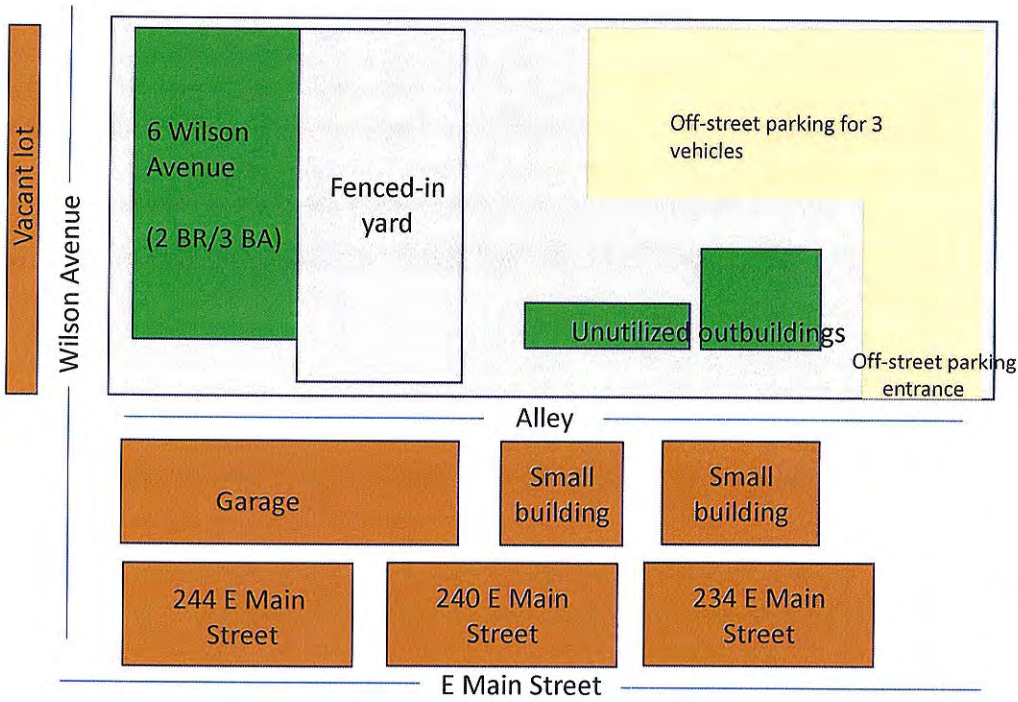 Vacant lot
Wilson Avenue
6 Wilson
Avenue
(2 BR/3 BA)
Fenced-in
yard
Off-street parking for 3
vehicles
Unutilized outbuildings
Off-street parking
entrance
Alley
Garage
Small
building
Small
building
244 E Main
Street
240 E Main
Street
234 E Main
Street
E Main Street